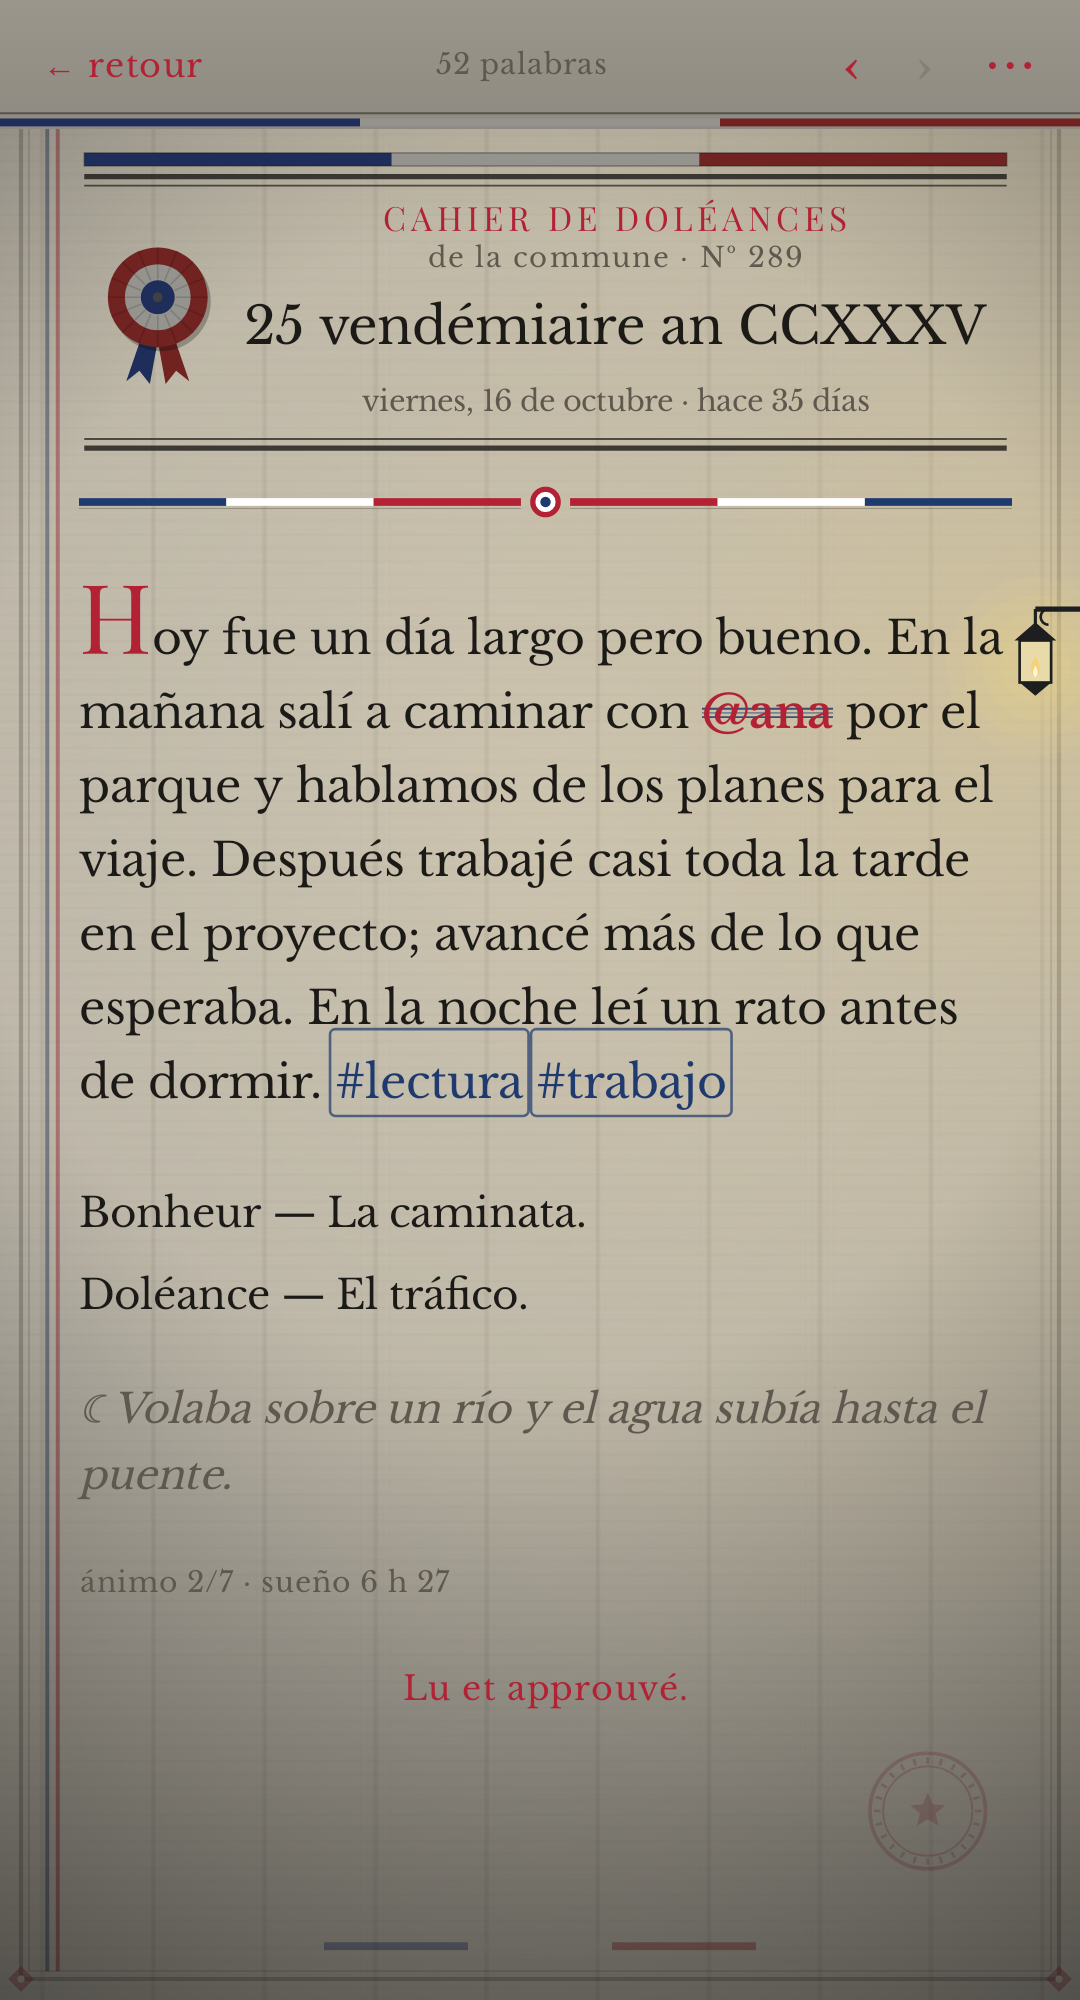 ← retour
52 palabras
‹ › ...
CAHIER DE DOLÉANCES
de la commune · N° 289
25 vendémiaire an CCXXXV
viernes, 16 de octubre · hace 35 días
Hoy fue un día largo pero bueno. En la
mañana salí a caminar con @ana por el
parque y hablamos de los planes para el
viaje. Después trabajé casi toda la tarde
en el proyecto; avancé más de lo que
esperaba. En la noche leí un rato antes
de dormir. #lectura #trabajo
Bonheur — La caminata.
Doléance — El tráfico.
☾ Volaba sobre un río y el agua subía hasta el
puente.
ánimo 2/7 · sueño 6 h 27
Lu et approuvé.